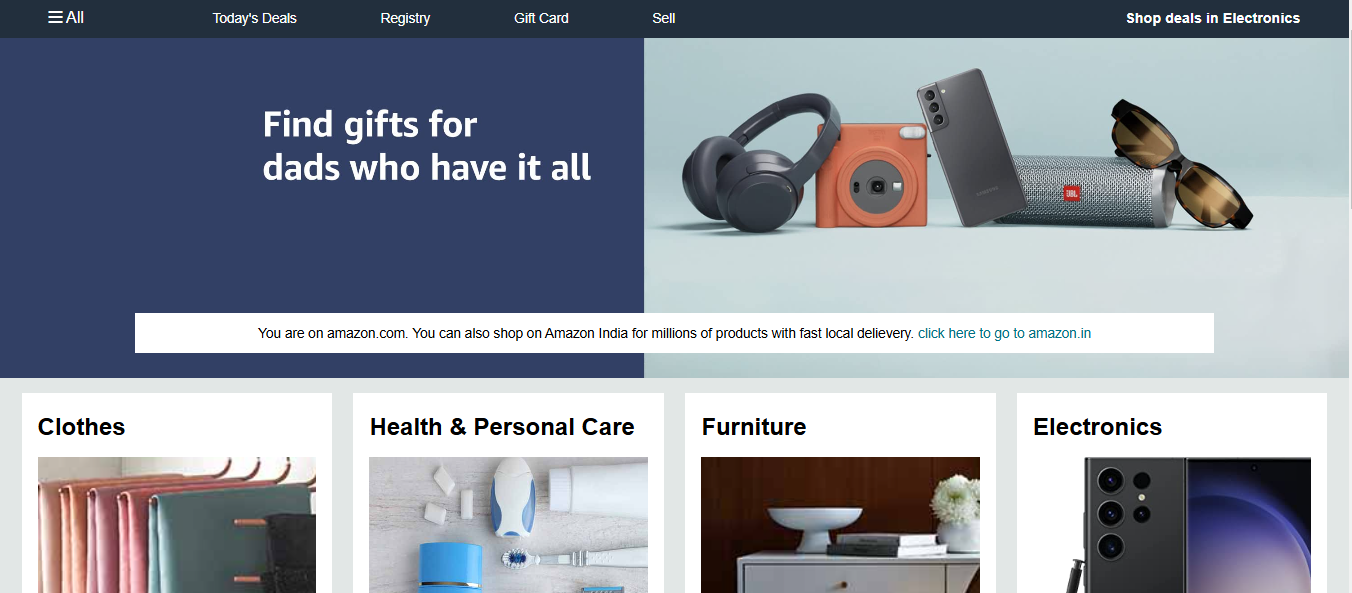 All
Today's Deals
Registry
Gift Card
Sell
Shop deals in Electronics
Find gifts for
dads who have it all
SAMSUNG
JBL
You are on amazon.com. You can also shop on Amazon India for millions of products with fast local delievery. click here to go to amazon.in
Clothes
Health & Personal Care
Furniture
Electronics